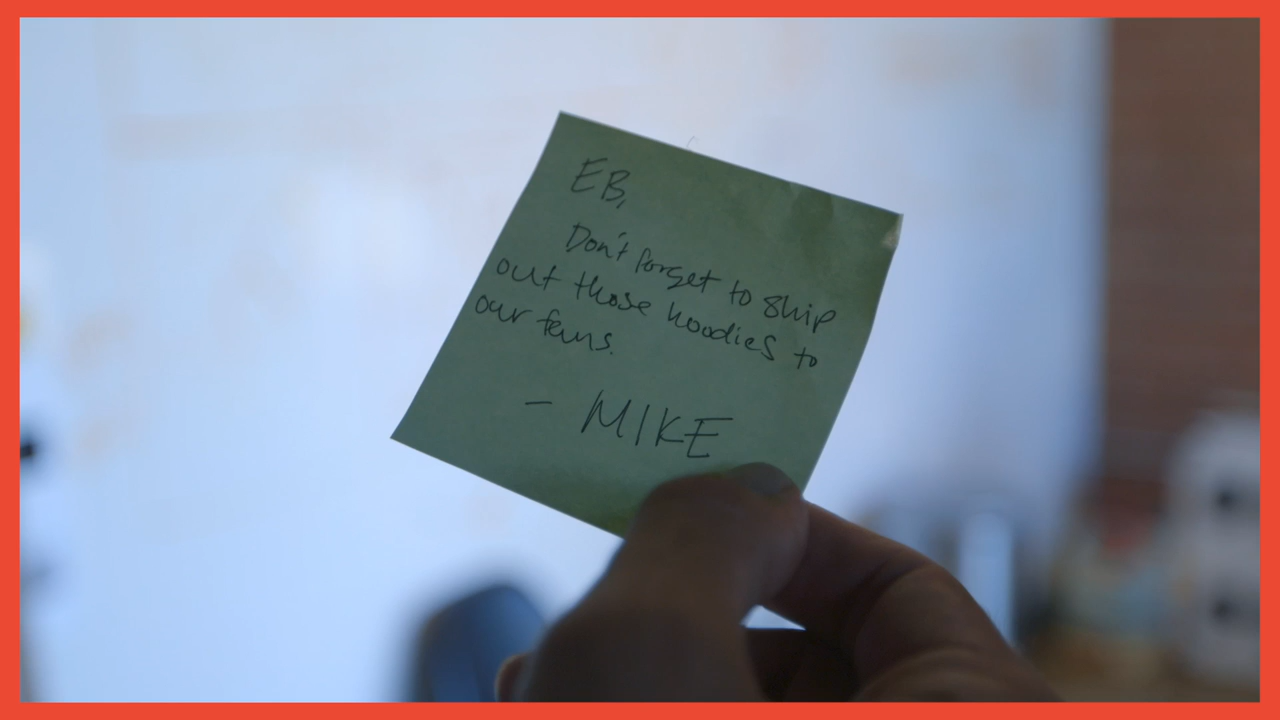 EB,
Don't forget to ship
out those hoodies to
our fans.
- MIKE